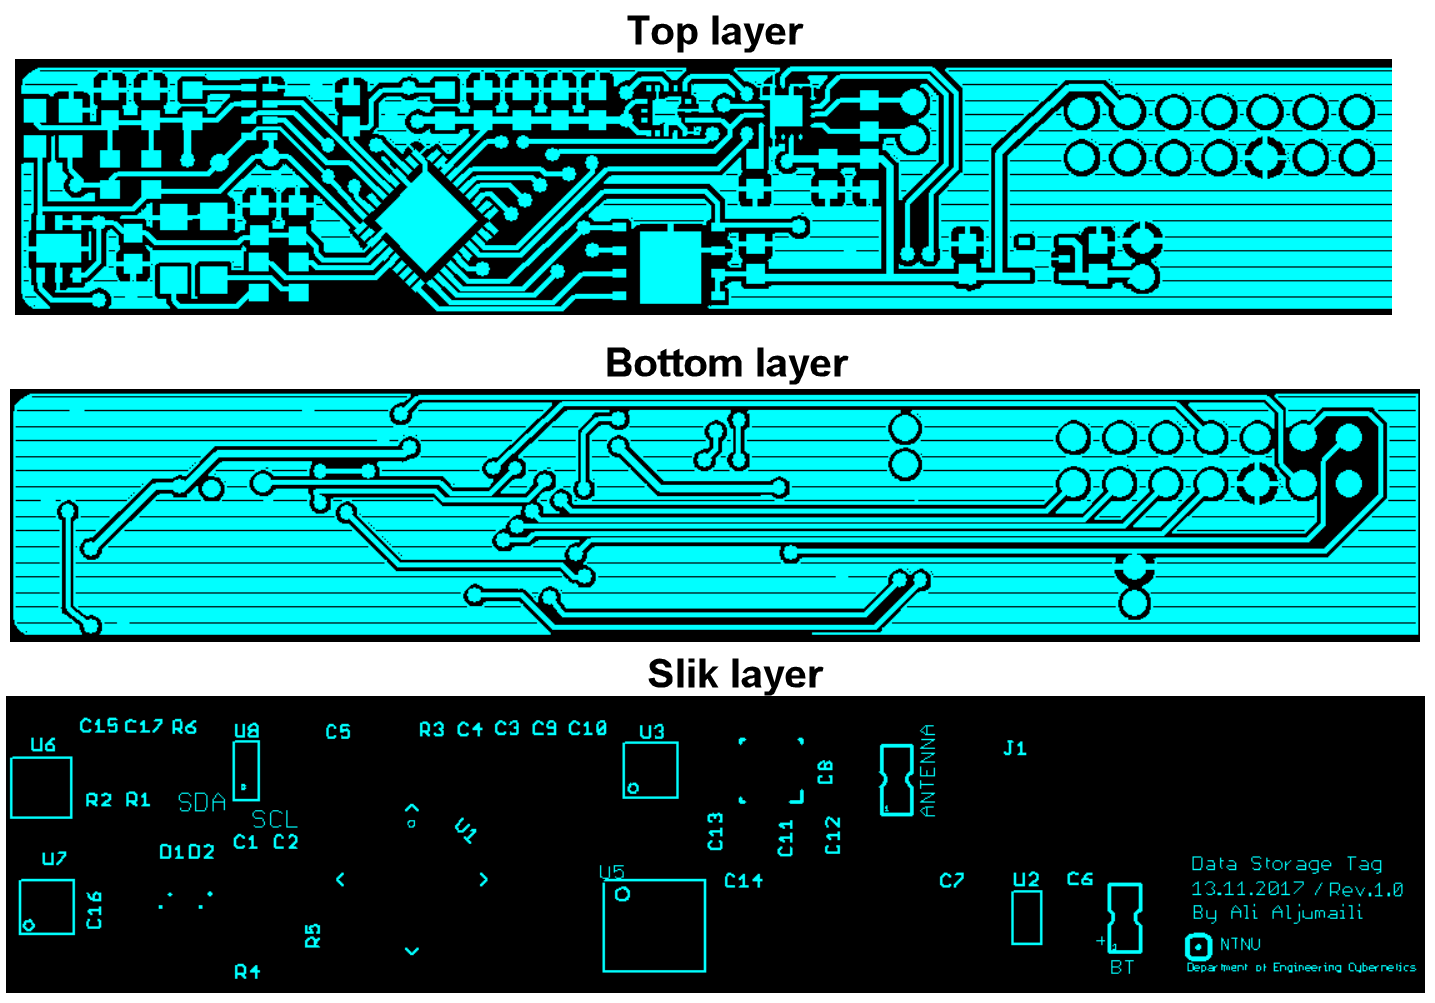 Top layer
Bottom layer
Slik layer
C15 C17 R6 U8 C5 R3 C4 C3 C9 C10 U3
U6
J1
ANTENNA
C8
R2 R1 SDA
SCL
C1 C2
U1
C13 C11 C12
1
D1 D2
U7
C16
U5
C14
C7 U2 C6
R5
R4
+1
BT
Data Storage Tag
13.11.2017 / Rev.1.0
By Ali Aljumaili
NTNU
Department of Engineering Cybernetics